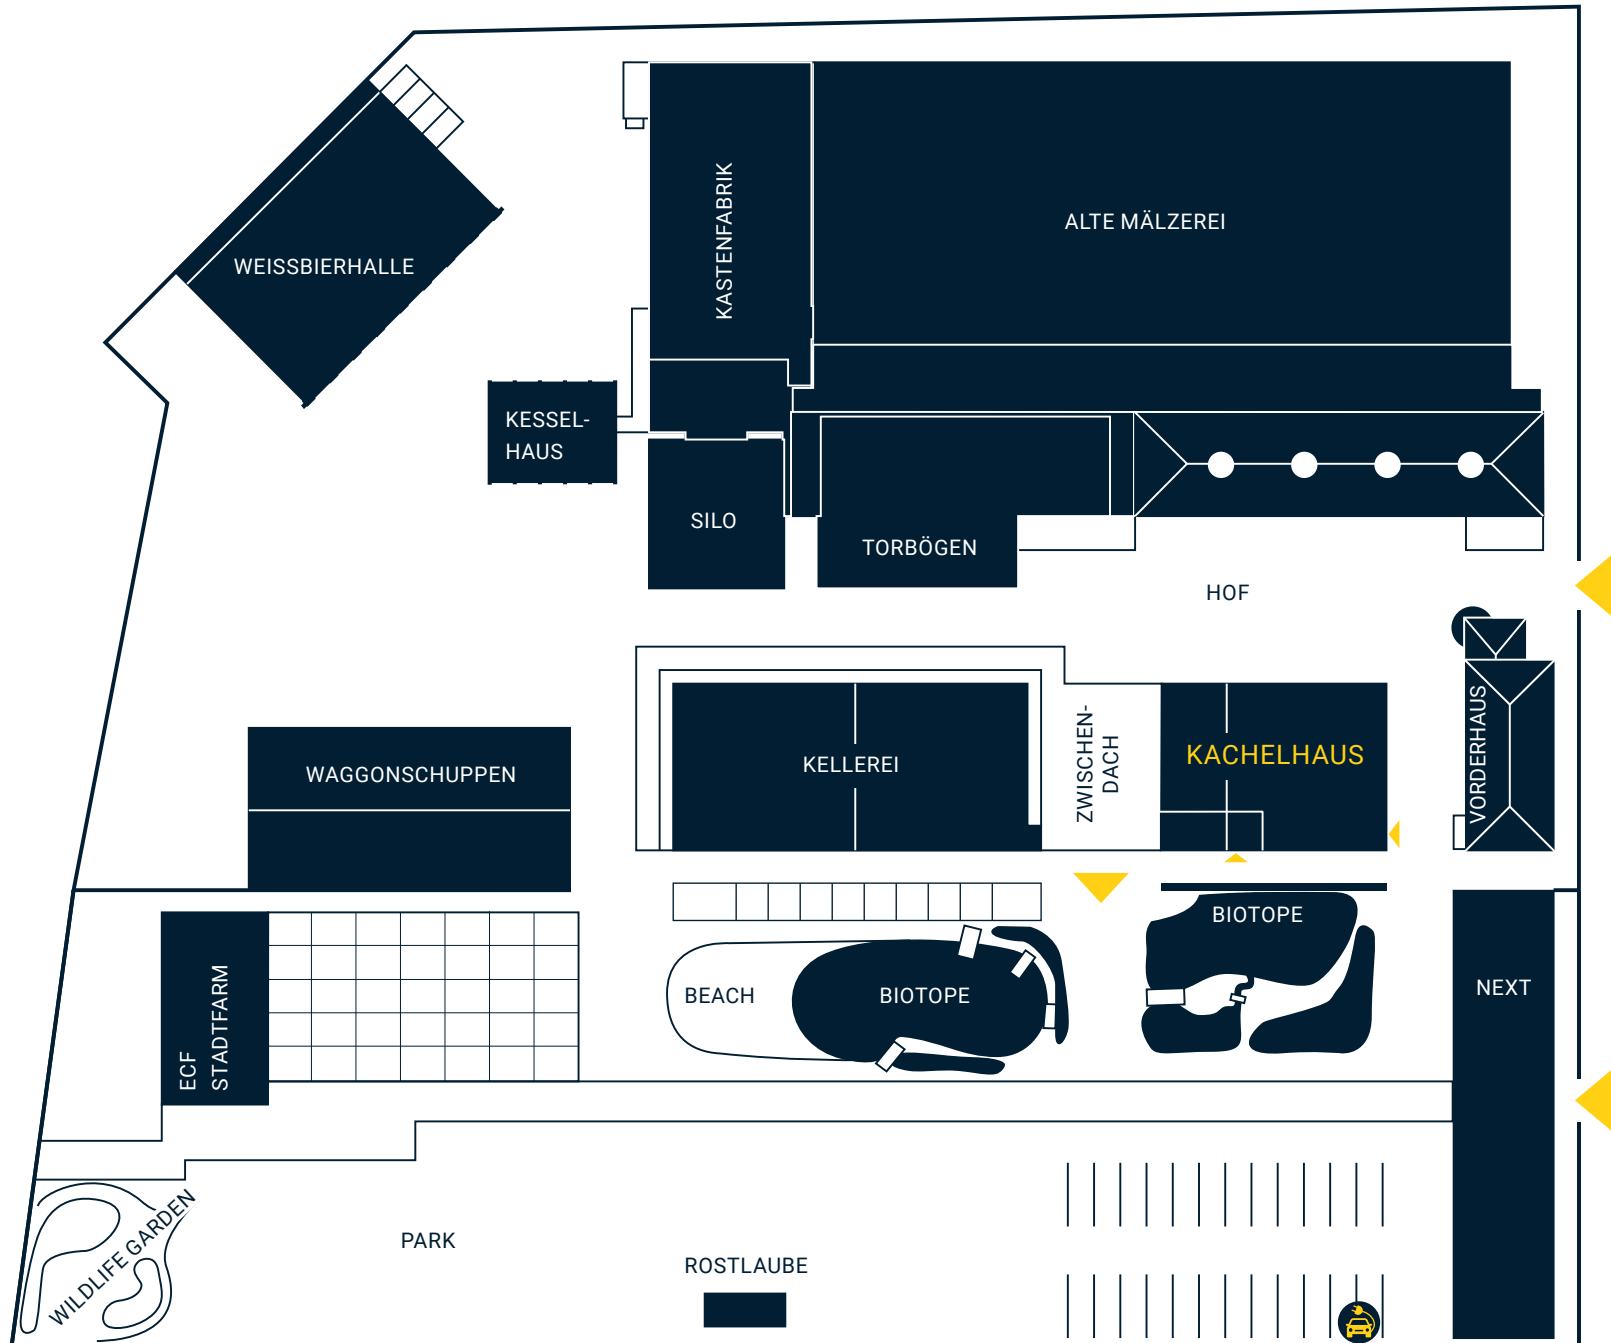 KASTENFABRIK
ALTE MÄLZEREI
WEISSBIERHALLE
KESSEL-
HAUS
SILO
TORBÖGEN
HOF
VORDERHAUS
ZWISCHEN-
DACH
KACHELHAUS
KELLEREI
WAGGONSCHUPPEN
BIOTOPE
ECF
STADTFARM
BEACH
BIOTOPE
NEXT
WILDLIFE GARDEN
PARK
ROSTLAUBE